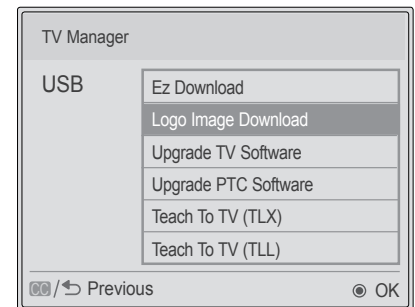 TV Manager
USB
Ez Download
Logo Image Download
Upgrade TV Software
Upgrade PTC Software
Teach To TV (TLX)
Teach To TV (TLL)
CC / Previous
OK